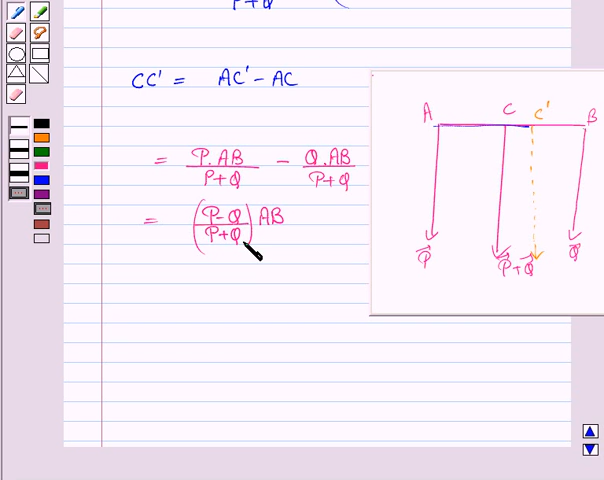 P+Q
CC' = AC' - AC
= P.AB/P+Q - Q.AB/P+Q
= (P-Q/P+Q) AB
A C C' B
P⃗ P⃗+Q⃗ Q⃗